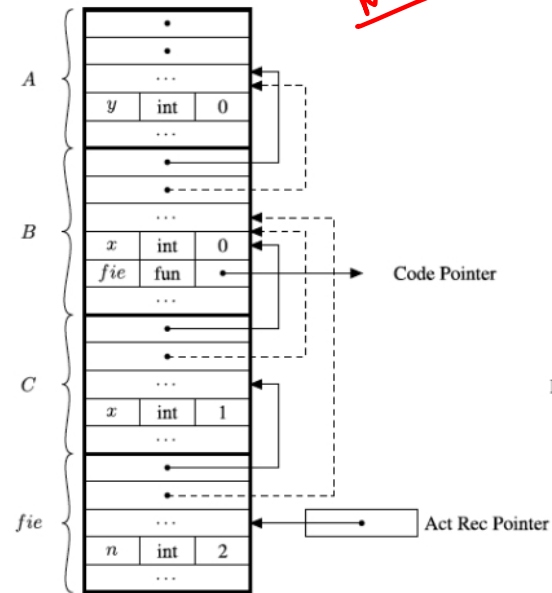 A
...
y int 0
...
B
...
x int 0
fie fun
Code Pointer
...
C
...
x int 1
...
fie
...
Act Rec Pointer
n int 2
...